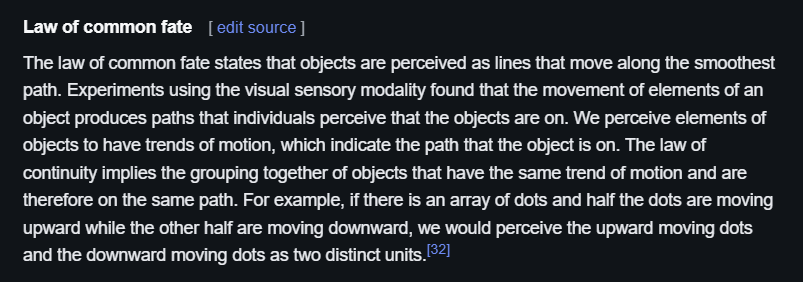 Law of common fate [ edit source ]
The law of common fate states that objects are perceived as lines that move along the smoothest
path. Experiments using the visual sensory modality found that the movement of elements of an
object produces paths that individuals perceive that the objects are on. We perceive elements of
objects to have trends of motion, which indicate the path that the object is on. The law of
continuity implies the grouping together of objects that have the same trend of motion and are
therefore on the same path. For example, if there is an array of dots and half the dots are moving
upward while the other half are moving downward, we would perceive the upward moving dots
and the downward moving dots as two distinct units.[32]